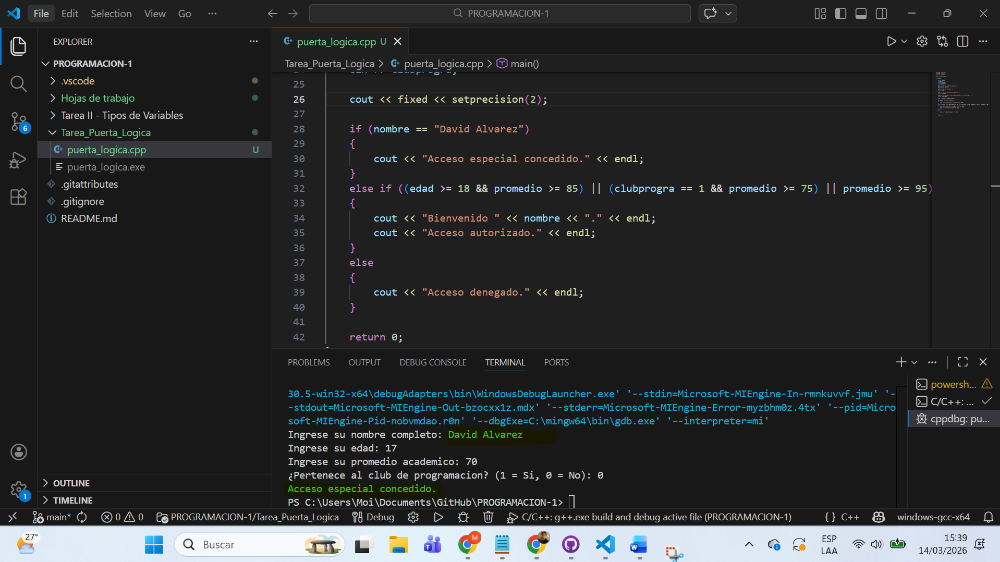 File Edit Selection View Go ···
PROGRAMACION-1
EXPLORER
PROGRAMACION-1
.vscode
Hojas de trabajo
Tarea II - Tipos de Variables
Tarea_Puerta_Logica
puerta_logica.cpp U
puerta_logica.exe
.gitattributes
.gitignore
README.md
OUTLINE
TIMELINE
6
1
puerta_logica.cpp U
Tarea_Puerta_Logica > puerta_logica.cpp > main()
25
26 cout << fixed << setprecision(2);
27
28 if (nombre == "David Alvarez")
29 {
30 cout << "Acceso especial concedido." << endl;
31 }
32 else if ((edad >= 18 && promedio >= 85) || (clubprogra == 1 && promedio >= 75) || promedio >= 95)
33 {
34 cout << "Bienvenido " << nombre << "." << endl;
35 cout << "Acceso autorizado." << endl;
36 }
37 else
38 {
39 cout << "Acceso denegado." << endl;
40 }
41
42 return 0;
PROBLEMS OUTPUT DEBUG CONSOLE TERMINAL PORTS
30.5-win32-x64\debugAdapters\bin\WindowsDebugLauncher.exe' '--stdin=Microsoft-MIEngine-In-rmnkuvvf.jmu' '-
-stdout=Microsoft-MIEngine-Out-bzocxx1z.mdx' '--stderr=Microsoft-MIEngine-Error-myzbhm0z.4tx' '--pid=Micro
soft-MIEngine-Pid-nobvmdao.r0n' '--dbgExe=C:\mingw64\bin\gdb.exe' '--interpreter=mi'
Ingrese su nombre completo: David Alvarez
Ingrese su edad: 17
Ingrese su promedio academico: 70
¿Pertenece al club de programacion? (1 = Si, 0 = No): 0
Acceso especial concedido.
PS C:\Users\Moi\Documents\GitHub\PROGRAMACION-1>
powersh...
C/C++: ...
cppdbg: pu...
main* 0 0 PROGRAMACION-1/Tarea_Puerta_Logica Debug C/C++: g++.exe build and debug active file (PROGRAMACION-1) {} C++ windows-gcc-x64
27°
Buscar
ESP
LAA
15:39
14/03/2026